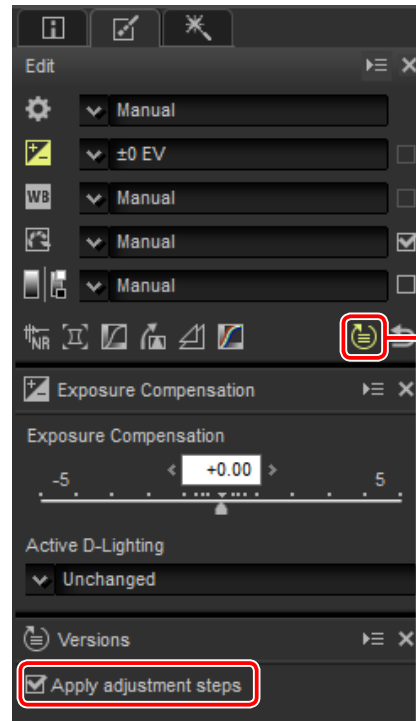 Edit
Manual
±0 EV
WB Manual
Manual
Manual
NR
Exposure Compensation
Exposure Compensation
-5 +0.00 5
Active D-Lighting
Unchanged
Versions
Apply adjustment steps